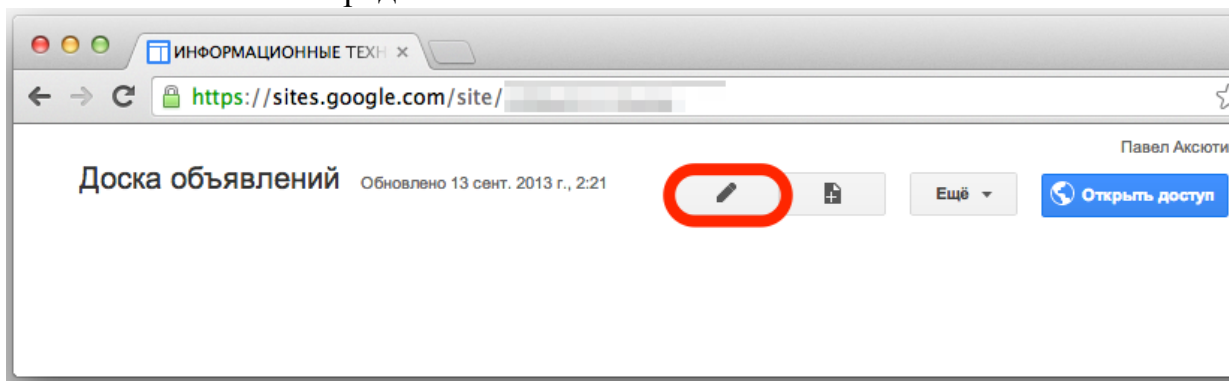 ИНФОРМАЦИОННЫЕ ТЕХН
https://sites.google.com/site/
Павел Аксюти
Доска объявлений Обновлено 13 сент. 2013 г., 2:21
Ещё
Открыть доступ